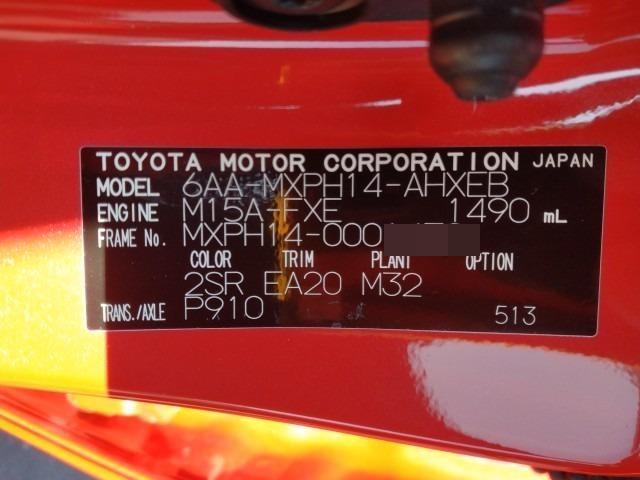 TOYOTA MOTOR CORPORATION JAPAN
MODEL 6AA-MXPH14-AHXEB
ENGINE M15A-FXE 1490 mL
FRAME No. MXPH14-000
COLOR TRIM PLANT OPTION
2SR EA20 M32
TRANS./AXLE P910 513